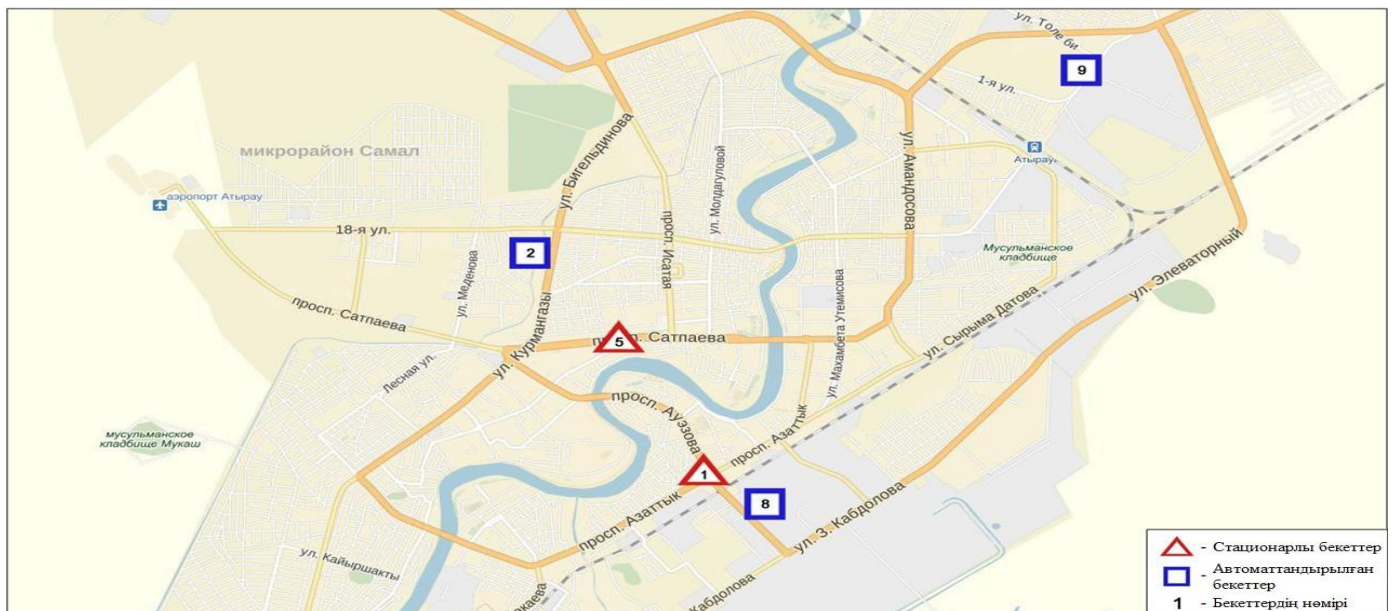 ул. Толе би
9
1-я ул.
ул. Бигельдинова
микрорайон Самал
ул. Молдагуловой
ул. Амандосова
Атырау
аэропорт Атырау
18-я ул.
просп. Исатая
2
Мусульманское
кладбище
ул. Элеваторный
ул. Меденова
просп. Сатпаева
ул. Курмангазы
5
просп. Сатпаева
ул. Махамбета Утемисова
ул. Сырыма Датова
Лесная ул.
просп. Ауэзова
мусульманское
кладбище Мукаш
просп. Азаттык
1
8
просп. Азаттык
ул. З. Кабдолова
ул. Кайыршакты
Кабдолова
- Стационарлы бекеттер
- Автоматтандырылған
бекеттер
1 - Бекеттердің нөмірі